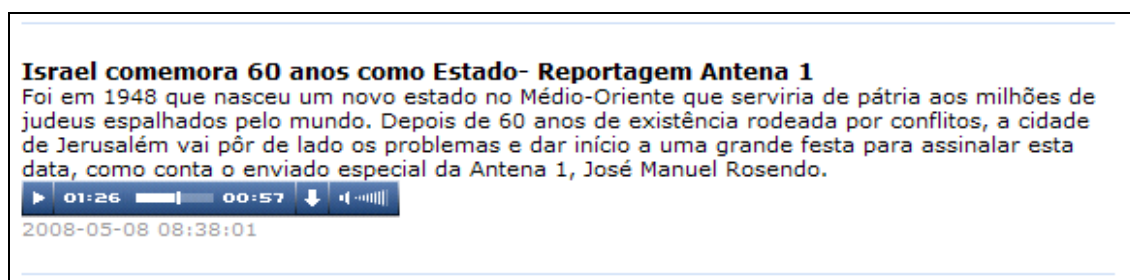 Israel comemora 60 anos como Estado- Reportagem Antena 1
Foi em 1948 que nasceu um novo estado no Médio-Oriente que serviria de pátria aos milhões de
judeus espalhados pelo mundo. Depois de 60 anos de existência rodeada por conflitos, a cidade
de Jerusalém vai pôr de lado os problemas e dar início a uma grande festa para assinalar esta
data, como conta o enviado especial da Antena 1, José Manuel Rosendo.
01:26 00:57
2008-05-08 08:38:01